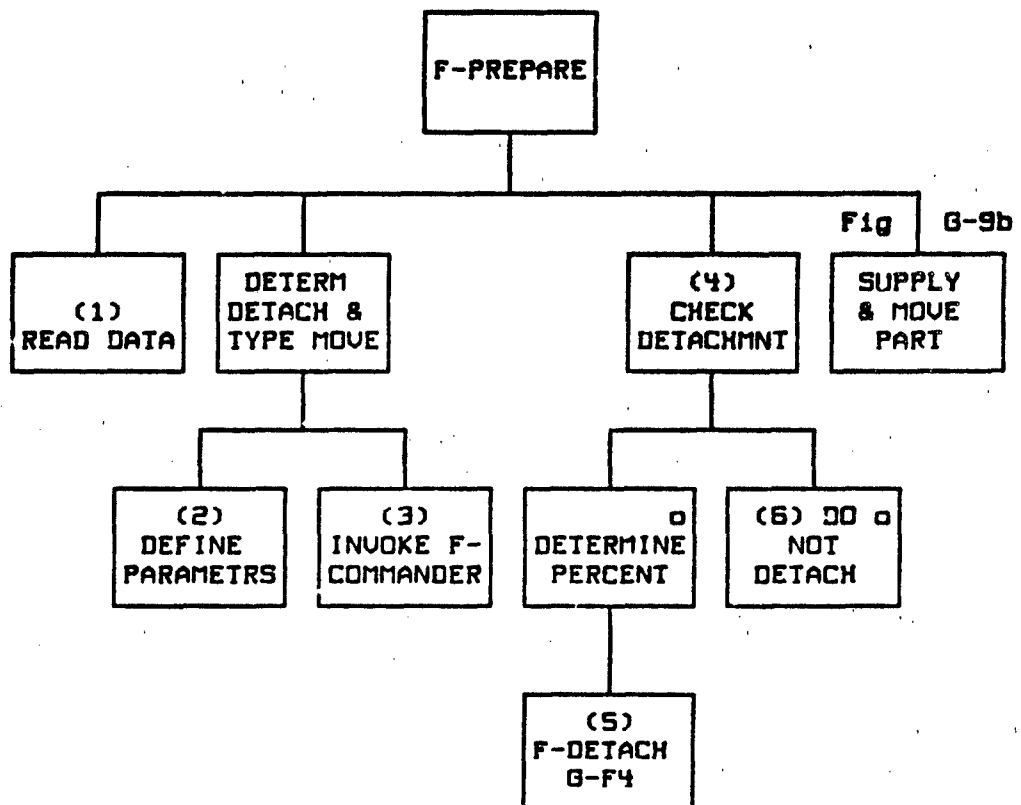 F-PREPARE
Fig G-9b
(1)
READ DATA
DETERM
DETACH &
TYPE MOVE
(4)
CHECK
DETACHMNT
SUPPLY
& MOVE
PART
(2)
DEFINE
PARAMETRS
(3)
INVOKE F-
COMMANDER
o
DETERMINE
PERCENT
(6) DO o
NOT
DETACH
(5)
F-DETACH
G-F4